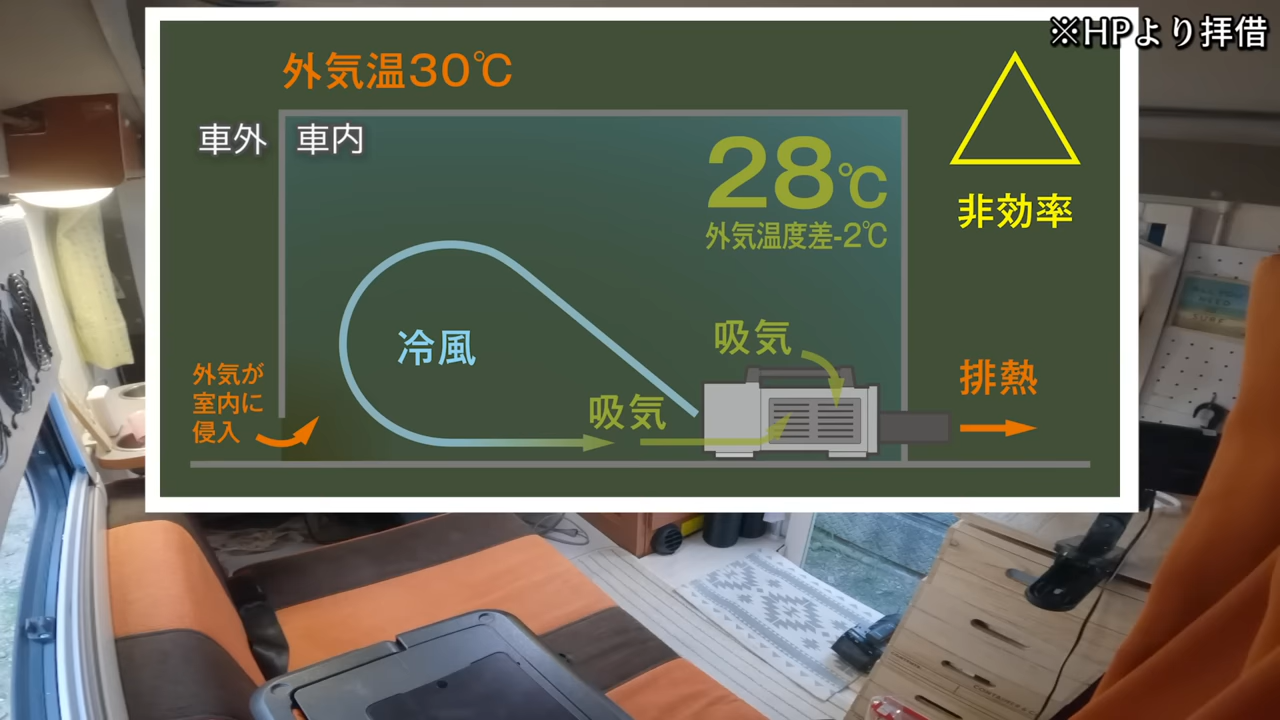 ※HPより拝借
外気温30℃
車外
車内
28℃
外気温度差-2℃
非効率
冷風
吸気
吸気
外気が
室内に
侵入
排熱